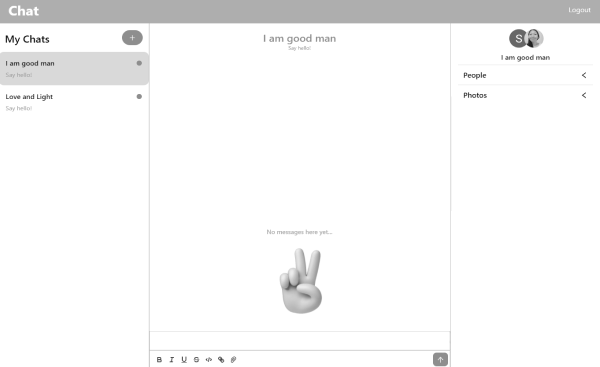 Chat
Logout
My Chats
+
I am good man
Say hello!
Love and Light
Say hello!
I am good man
Say hello!
No messages here yet...
B I U S </>
S
I am good man
People
Photos